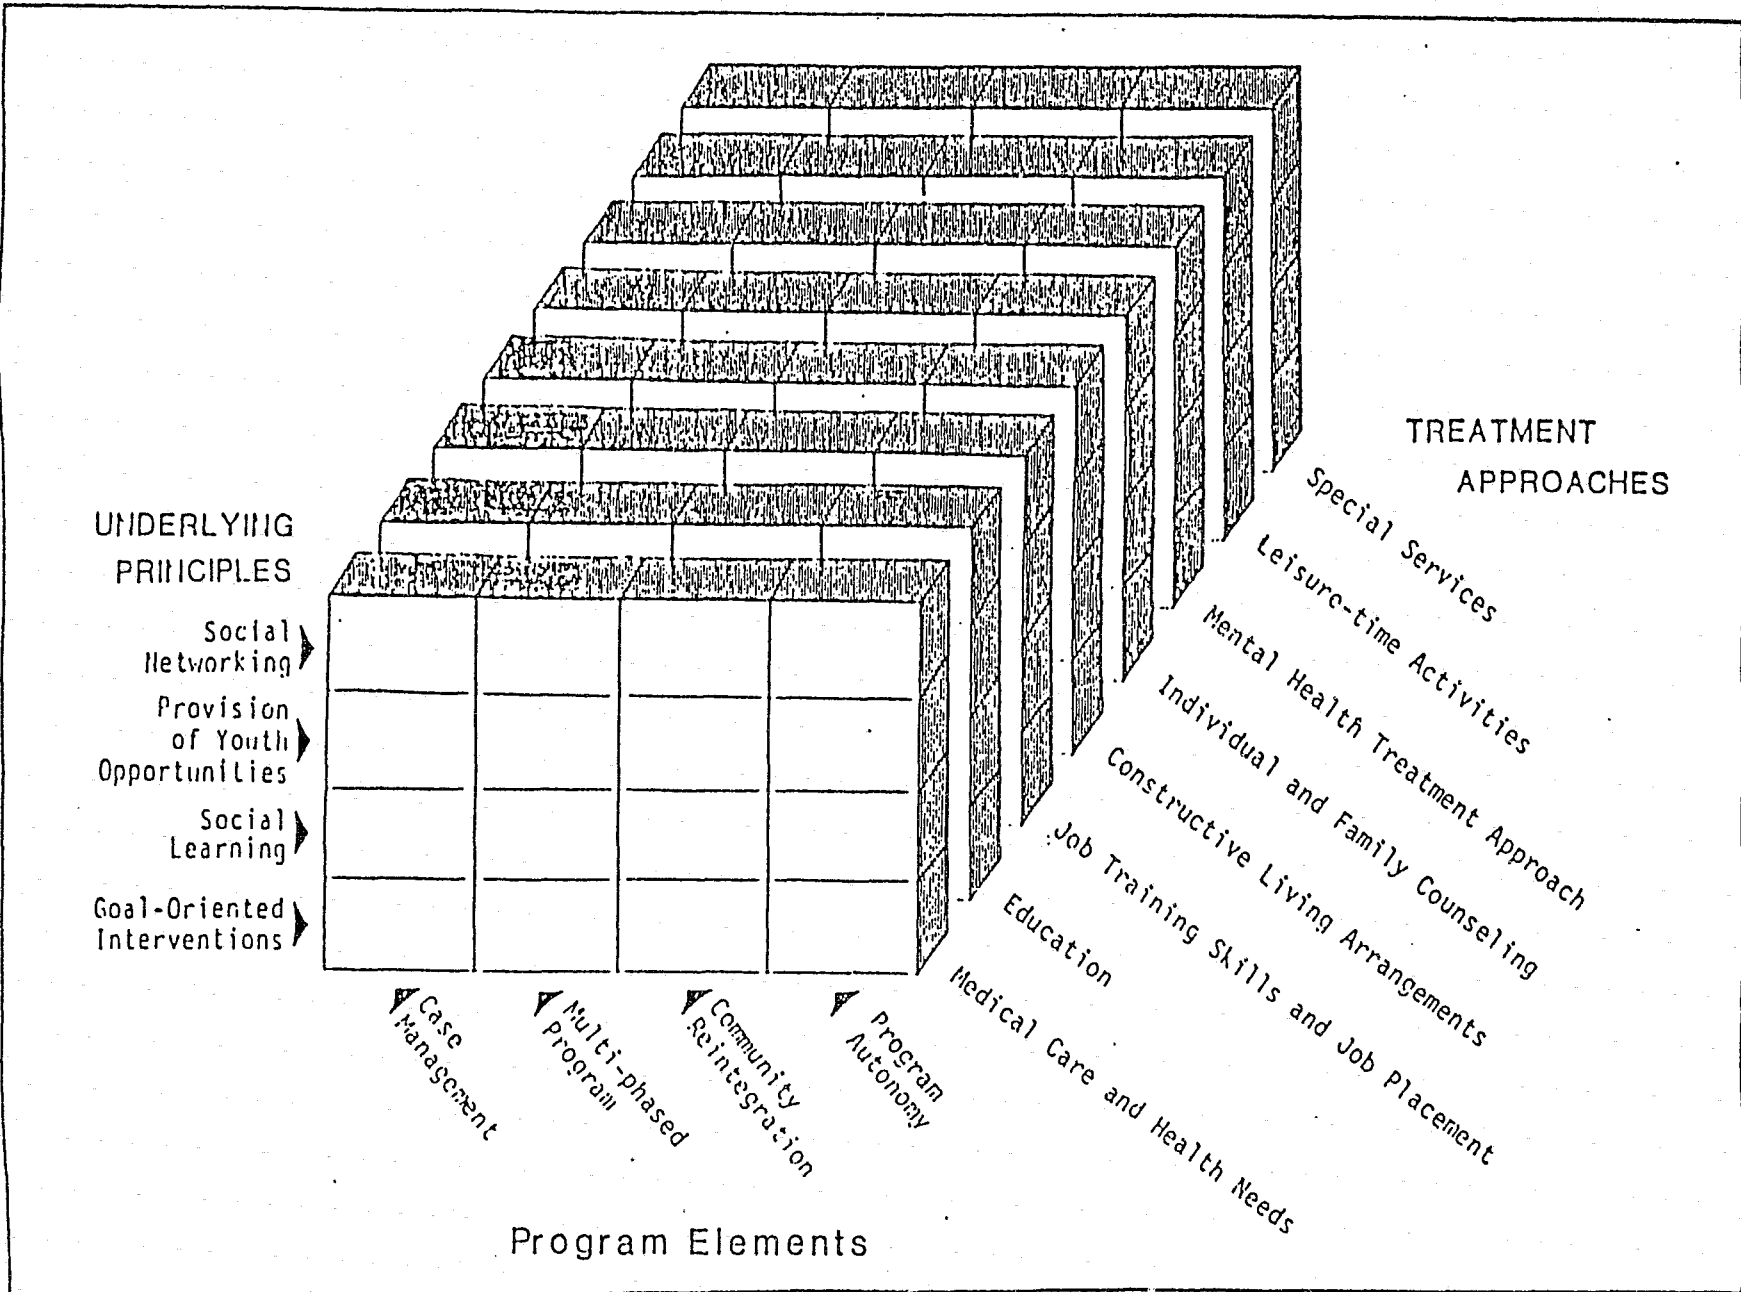 UNDERLYING
PRINCIPLES
Social
Networking
Provision
of Youth
Opportunities
Social
Learning
Goal-Oriented
Interventions
Case
Management
Multi-phased
Program
Community
Reintegration
Program
Autonomy
Program Elements
TREATMENT
APPROACHES
Special Services
Leisure-time Activities
Mental Health Treatment Approach
Individual and Family Counseling
Constructive Living Arrangements
Job Training Skills and Job Placement
Education
Medical Care and Health Needs